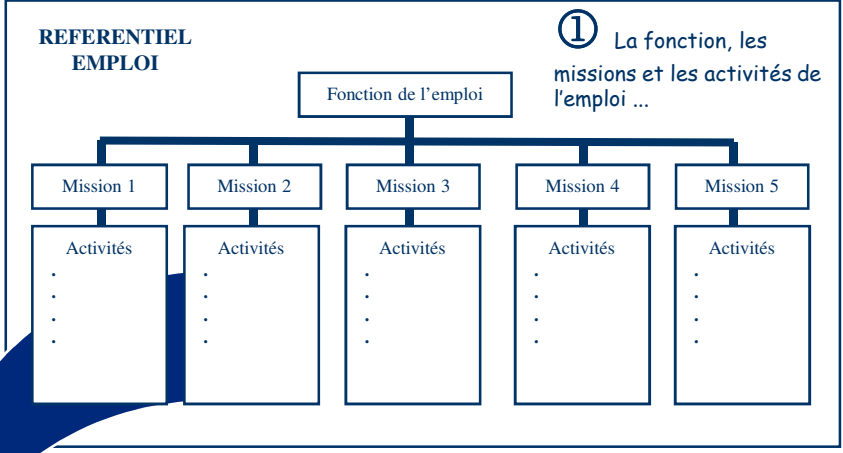 REFERENTIEL
EMPLOI
① La fonction, les
missions et les activités de
l'emploi ...
Fonction de l'emploi
Mission 1
Mission 2
Mission 3
Mission 4
Mission 5
Activités
.
.
.
.
Activités
.
.
.
.
Activités
.
.
.
.
Activités
.
.
.
.
Activités
.
.
.
.